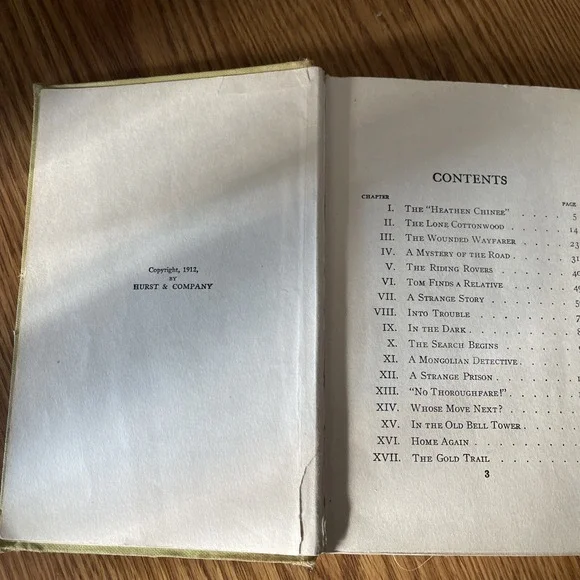 Copyright, 1912,
BY
HURST & COMPANY
CONTENTS
CHAPTER PAGE
I. The "Heathen Chinee" . . . . 5
II. The Lone Cottonwood . . . . 14
III. The Wounded Wayfarer . . . . 23
IV. A Mystery of the Road . . . . 31
V. The Riding Rovers . . . . 40
VI. Tom Finds a Relative . . . . 49
VII. A Strange Story . . . . .
VIII. Into Trouble . . . . . .
IX. In the Dark . . . . . .
X. The Search Begins . . . . .
XI. A Mongolian Detective . . . .
XII. A Strange Prison . . . . .
XIII. "No Thoroughfare!" . . . . .
XIV. Whose Move Next? . . . . .
XV. In the Old Bell Tower . . . .
XVI. Home Again . . . . . .
XVII. The Gold Trail . . . . .
3